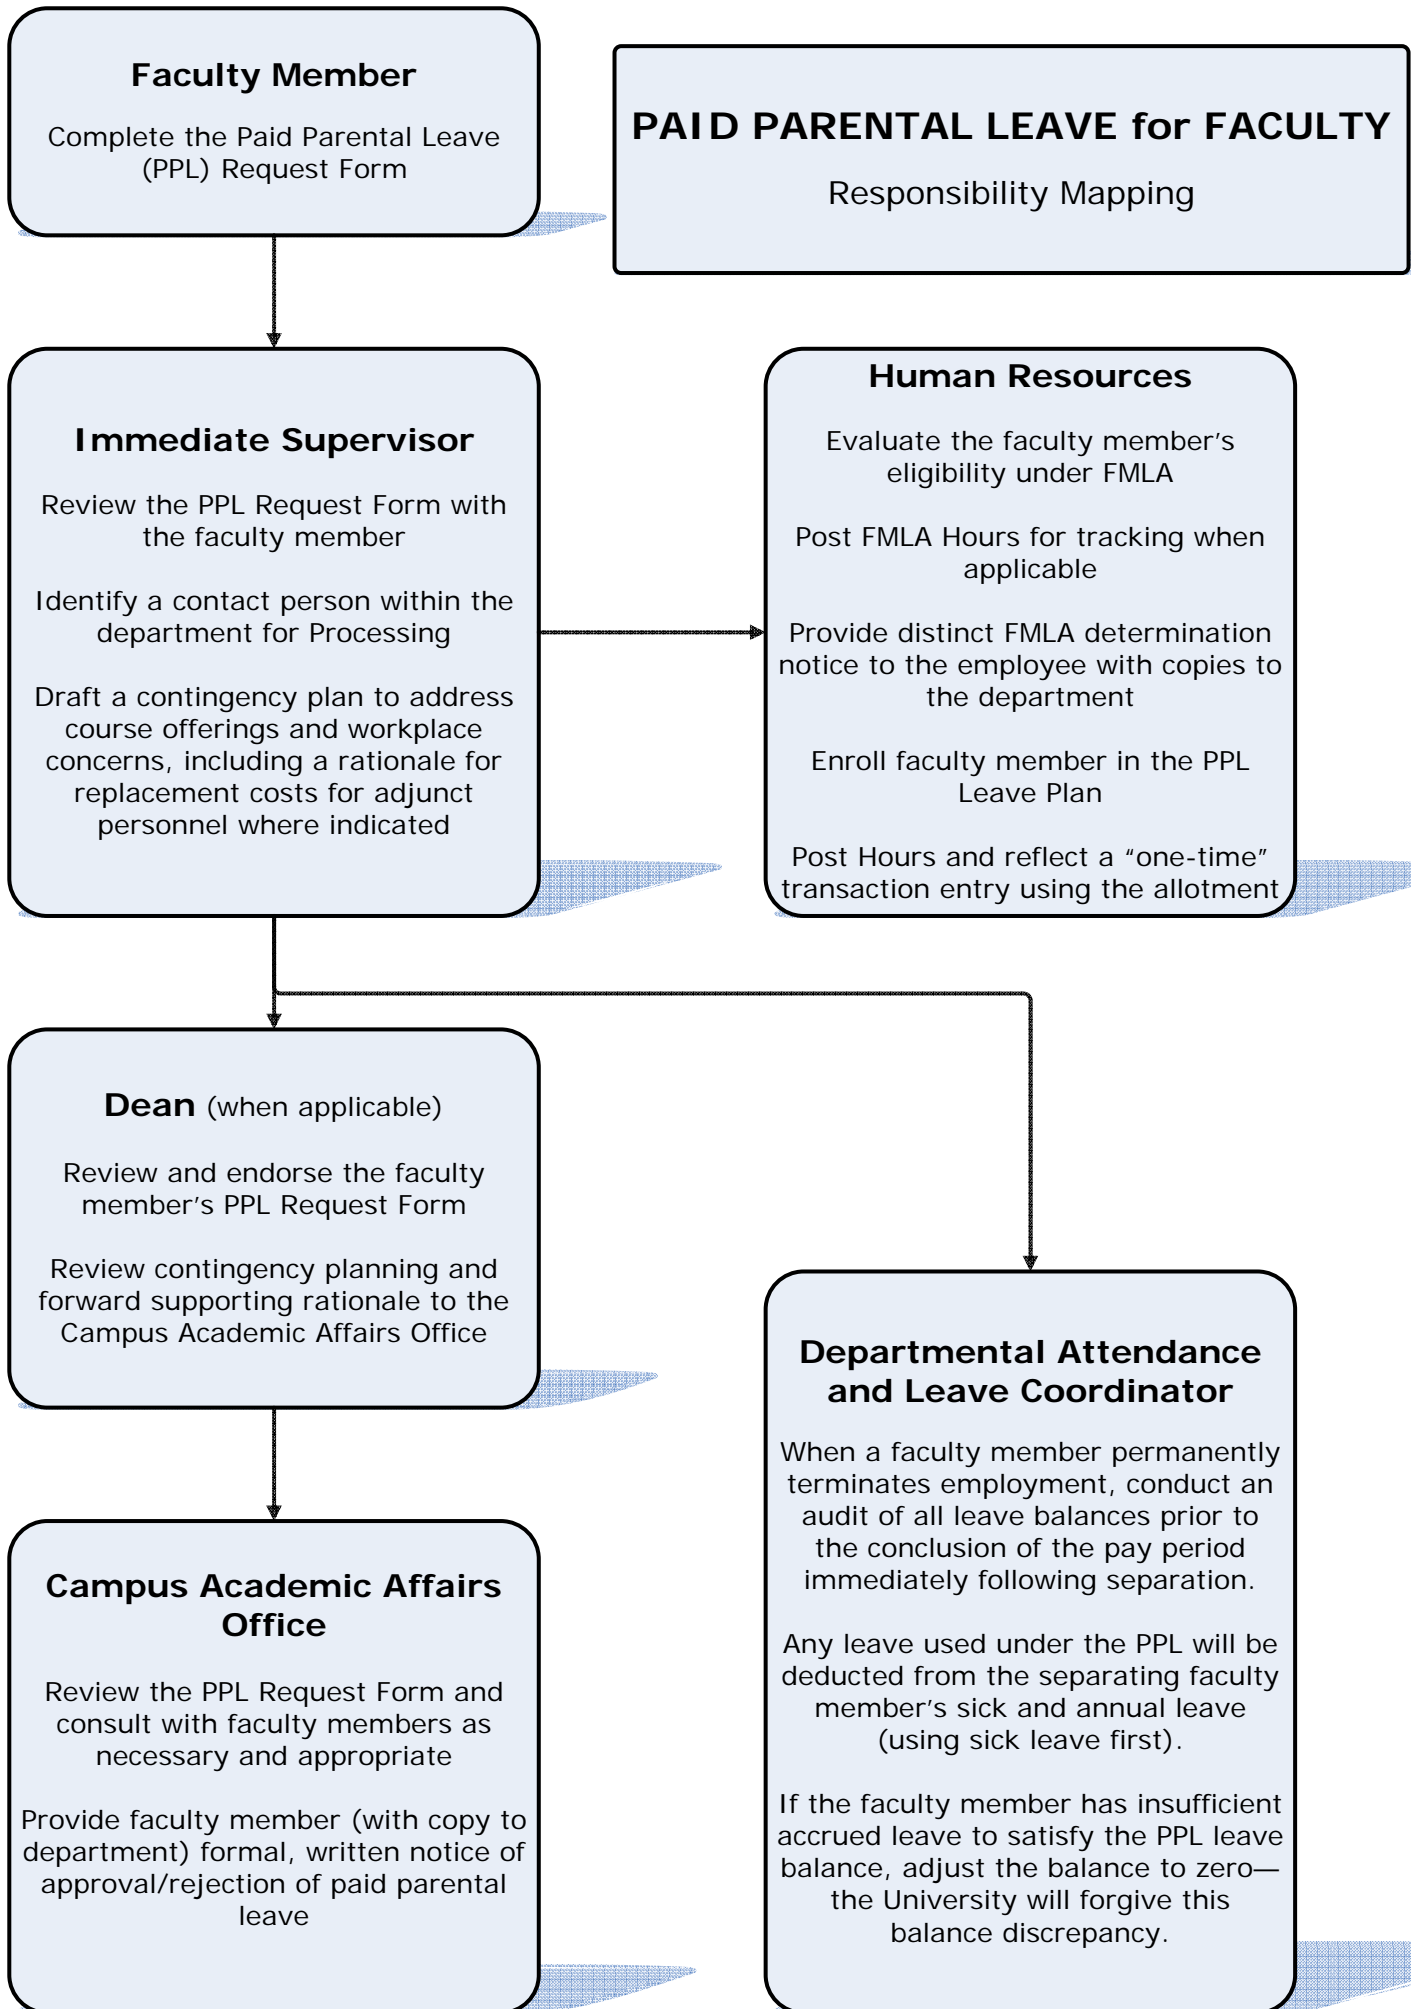 Faculty Member
Complete the Paid Parental Leave
(PPL) Request Form
PAID PARENTAL LEAVE for FACULTY
Responsibility Mapping
Immediate Supervisor
Review the PPL Request Form with
the faculty member
Identify a contact person within the
department for Processing
Draft a contingency plan to address
course offerings and workplace
concerns, including a rationale for
replacement costs for adjunct
personnel where indicated
Human Resources
Evaluate the faculty member’s
eligibility under FMLA
Post FMLA Hours for tracking when
applicable
Provide distinct FMLA determination
notice to the employee with copies to
the department
Enroll faculty member in the PPL
Leave Plan
Post Hours and reflect a “one-time”
transaction entry using the allotment
Dean (when applicable)
Review and endorse the faculty
member’s PPL Request Form
Review contingency planning and
forward supporting rationale to the
Campus Academic Affairs Office
Campus Academic Affairs
Office
Review the PPL Request Form and
consult with faculty members as
necessary and appropriate
Provide faculty member (with copy to
department) formal, written notice of
approval/rejection of paid parental
leave
Departmental Attendance
and Leave Coordinator
When a faculty member permanently
terminates employment, conduct an
audit of all leave balances prior to
the conclusion of the pay period
immediately following separation.
Any leave used under the PPL will be
deducted from the separating faculty
member’s sick and annual leave
(using sick leave first).
If the faculty member has insufficient
accrued leave to satisfy the PPL leave
balance, adjust the balance to zero—
the University will forgive this
balance discrepancy.